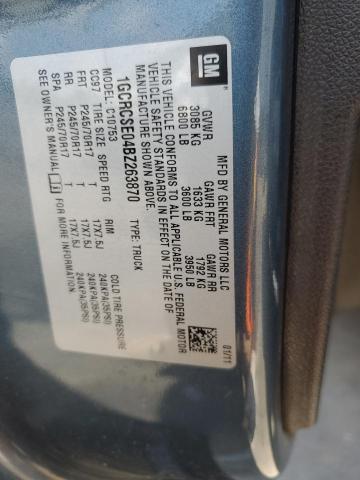 GM
MFD BY GENERAL MOTORS LLC
01/11
GVWR GAWR FRT GAWR RR
3085 KG 1633 KG 1792 KG
6800 LB 3600 LB 3950 LB
THIS VEHICLE CONFORMS TO ALL APPLICABLE U.S. FEDERAL MOTOR
VEHICLE SAFETY STANDARDS IN EFFECT ON THE DATE OF
MANUFACTURE SHOWN ABOVE.
1GCRCSE04BZ263870 TYPE: TRUCK
MODEL: C10753
CC97 TIRE SIZE SPEED RTG RIM COLD TIRE PRESSURE
FRT P245/70R17 T 17X7.5J 240KPA(35PSI)
RR P245/70R17 T 17X7.5J 240KPA(35PSI)
SPA P245/70R17 T 17X7.5J 240KPA(35PSI)
SEE OWNER'S MANUAL FOR MORE INFORMATION